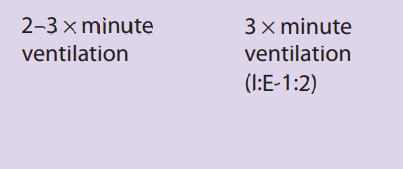 2–3 × minute
ventilation
3 × minute
ventilation
(I:E-1:2)